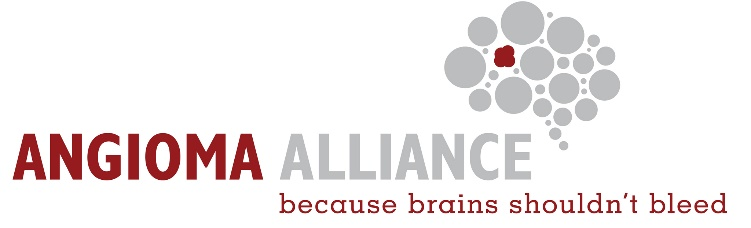 ANGIOMA ALLIANCE
because brains shouldn't bleed